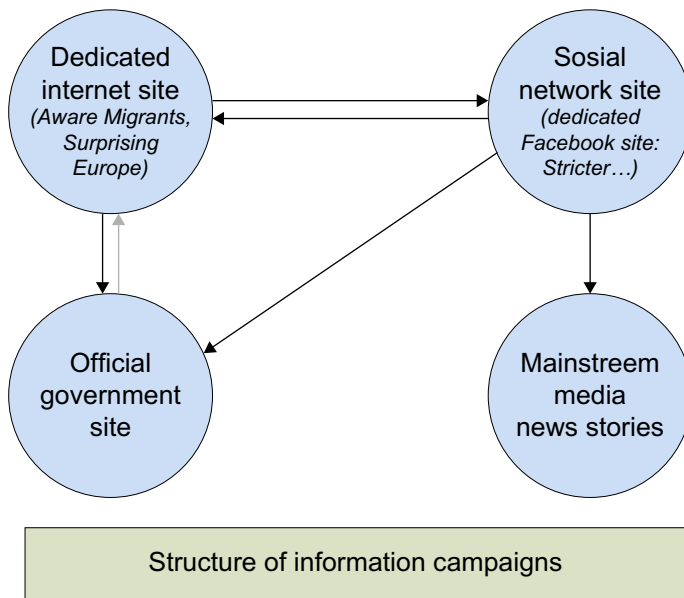 Dedicated
internet site
(Aware Migrants,
Surprising
Europe)
Sosial
network site
(dedicated
Facebook site:
Stricter…)
Official
government
site
Mainstreem
media
news stories
Structure of information campaigns